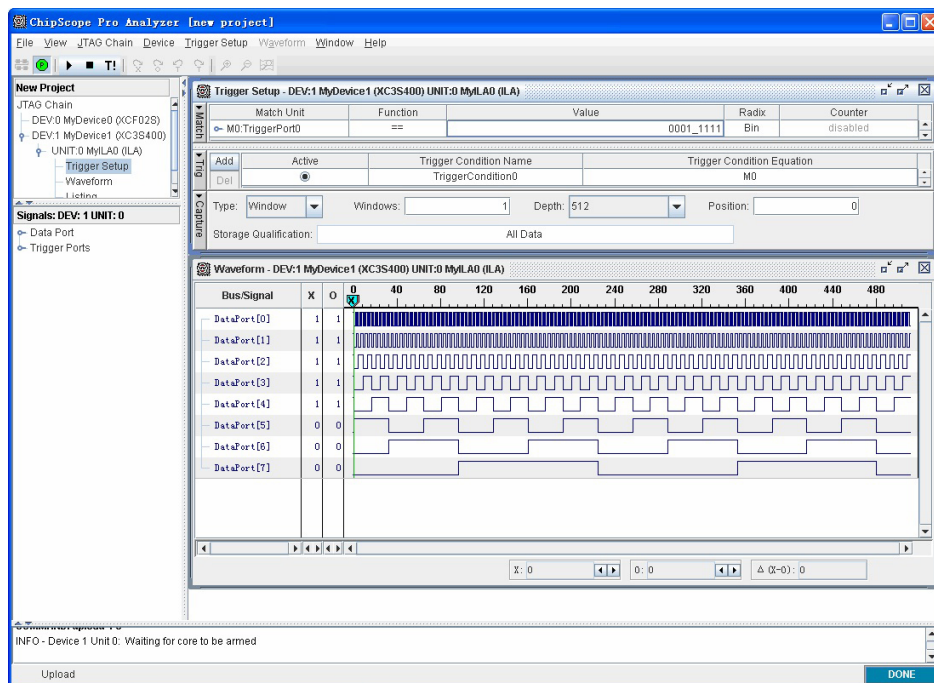 ChipScope Pro Analyzer [new project]
File View JTAG Chain Device Trigger Setup Waveform Window Help
P T!
New Project
JTAG Chain
DEV:0 MyDevice0 (XCF02S)
DEV:1 MyDevice1 (XC3S400)
UNIT:0 MyILA0 (ILA)
Trigger Setup
Waveform
Listing
Signals: DEV: 1 UNIT: 0
Data Port
Trigger Ports
Trigger Setup - DEV:1 MyDevice1 (XC3S400) UNIT:0 MyILA0 (ILA)
Match
Match Unit Function Value Radix Counter
M0:TriggerPort0 == 0001_1111 Bin disabled
Trig
Add Active Trigger Condition Name Trigger Condition Equation
Del TriggerCondition0 M0
Capture
Type: Window Windows: 1 Depth: 512 Position: 0
Storage Qualification: All Data
Waveform - DEV:1 MyDevice1 (XC3S400) UNIT:0 MyILA0 (ILA)
Bus/Signal X O 0 40 80 120 160 200 240 280 320 360 400 440 480
X
DataPort[0] 1 1
DataPort[1] 1 1
DataPort[2] 1 1
DataPort[3] 1 1
DataPort[4] 1 1
DataPort[5] 0 0
DataPort[6] 0 0
DataPort[7] 0 0
X: 0 O: 0 Δ (X-O): 0
INFO - Device 1 Unit 0: Waiting for core to be armed
Upload DONE